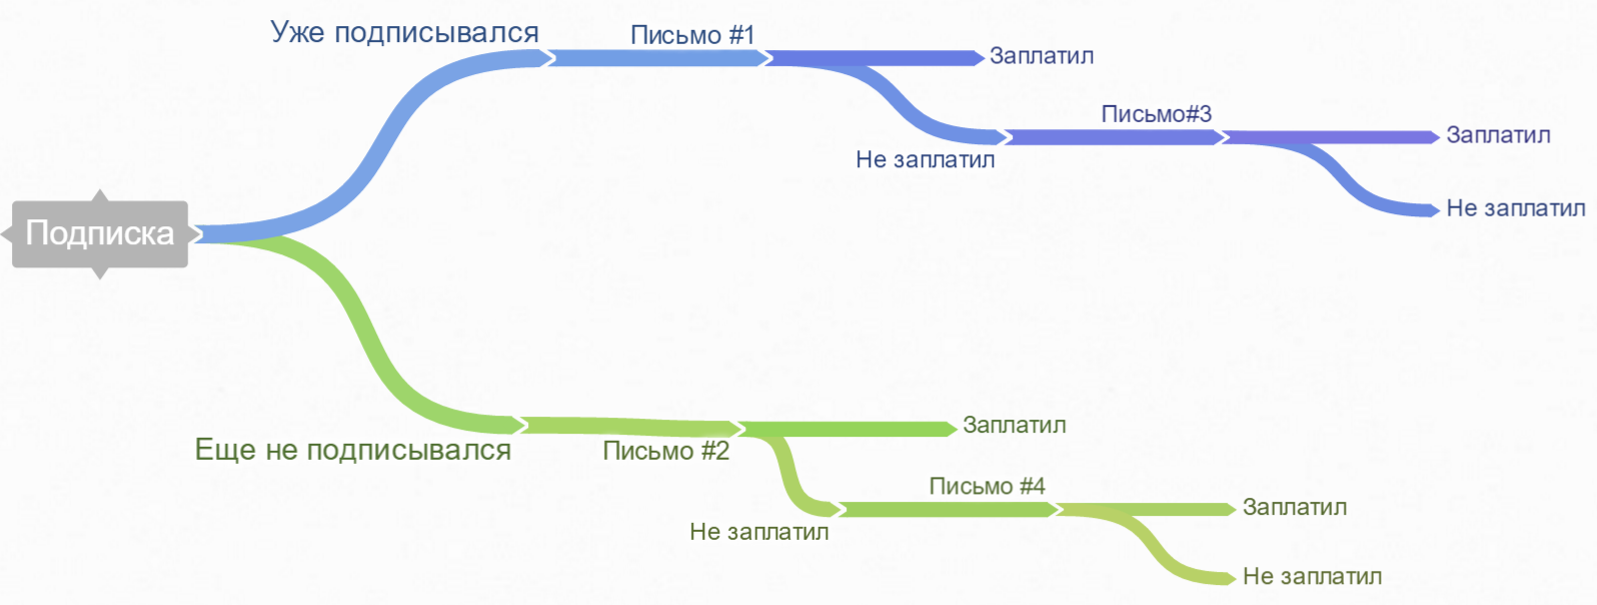 Уже подписывался
Письмо #1
Заплатил
Письмо#3
Заплатил
Не заплатил
Не заплатил
Подписка
Еще не подписывался
Письмо #2
Заплатил
Письмо #4
Заплатил
Не заплатил
Не заплатил